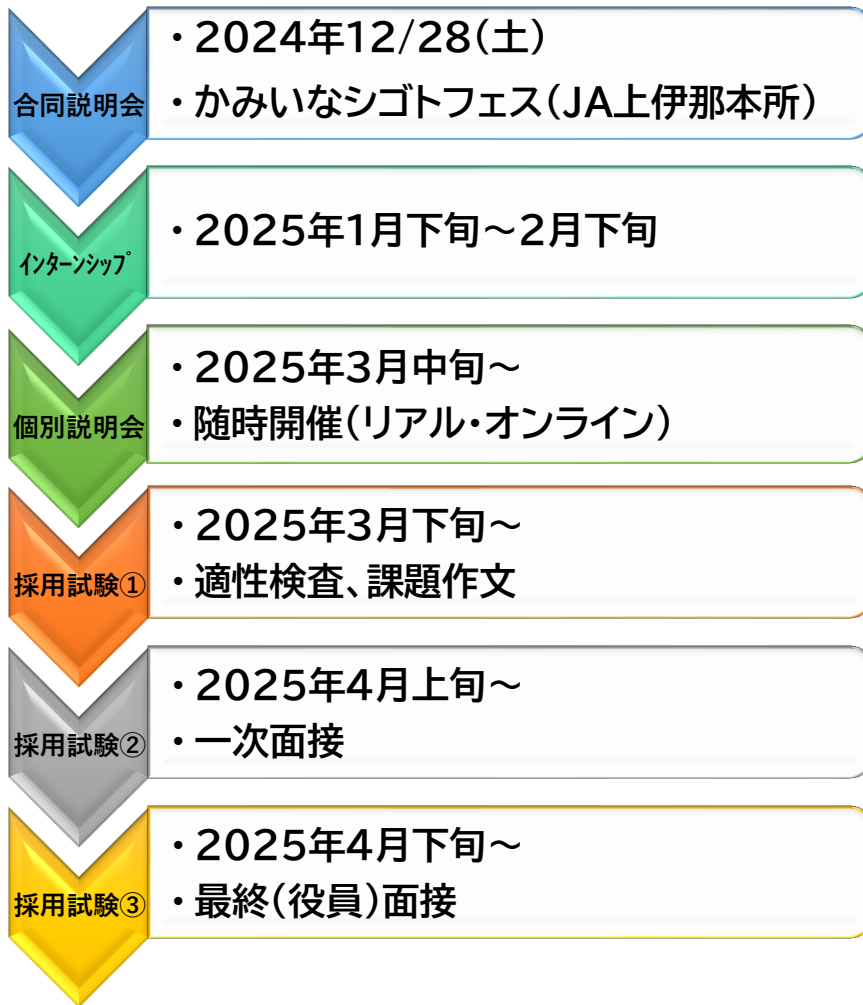 合同説明会
・2024年12/28(土)
・かみいなシゴトフェス(JA上伊那本所)
インターンシップ
・2025年1月下旬～2月下旬
個別説明会
・2025年3月中旬～
・随時開催(リアル・オンライン)
採用試験①
・2025年3月下旬～
・適性検査、課題作文
採用試験②
・2025年4月上旬～
・一次面接
採用試験③
・2025年4月下旬～
・最終(役員)面接